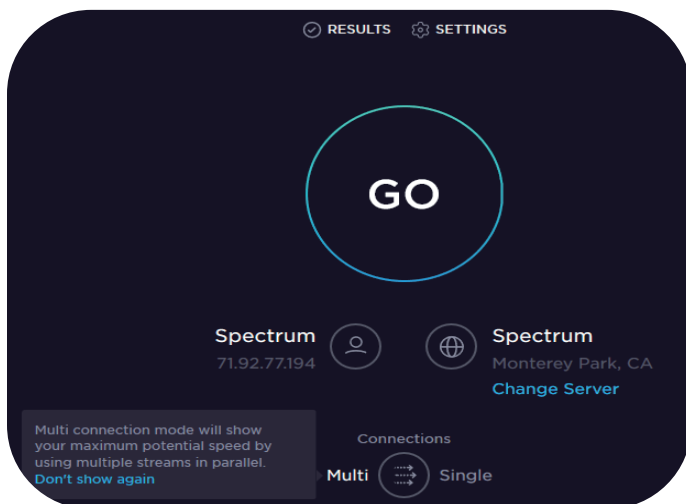 RESULTS SETTINGS
GO
Spectrum
71.92.77.194
Spectrum
Monterey Park, CA
Change Server
Multi connection mode will show
your maximum potential speed by
using multiple streams in parallel.
Don't show again
Connections
Multi Single